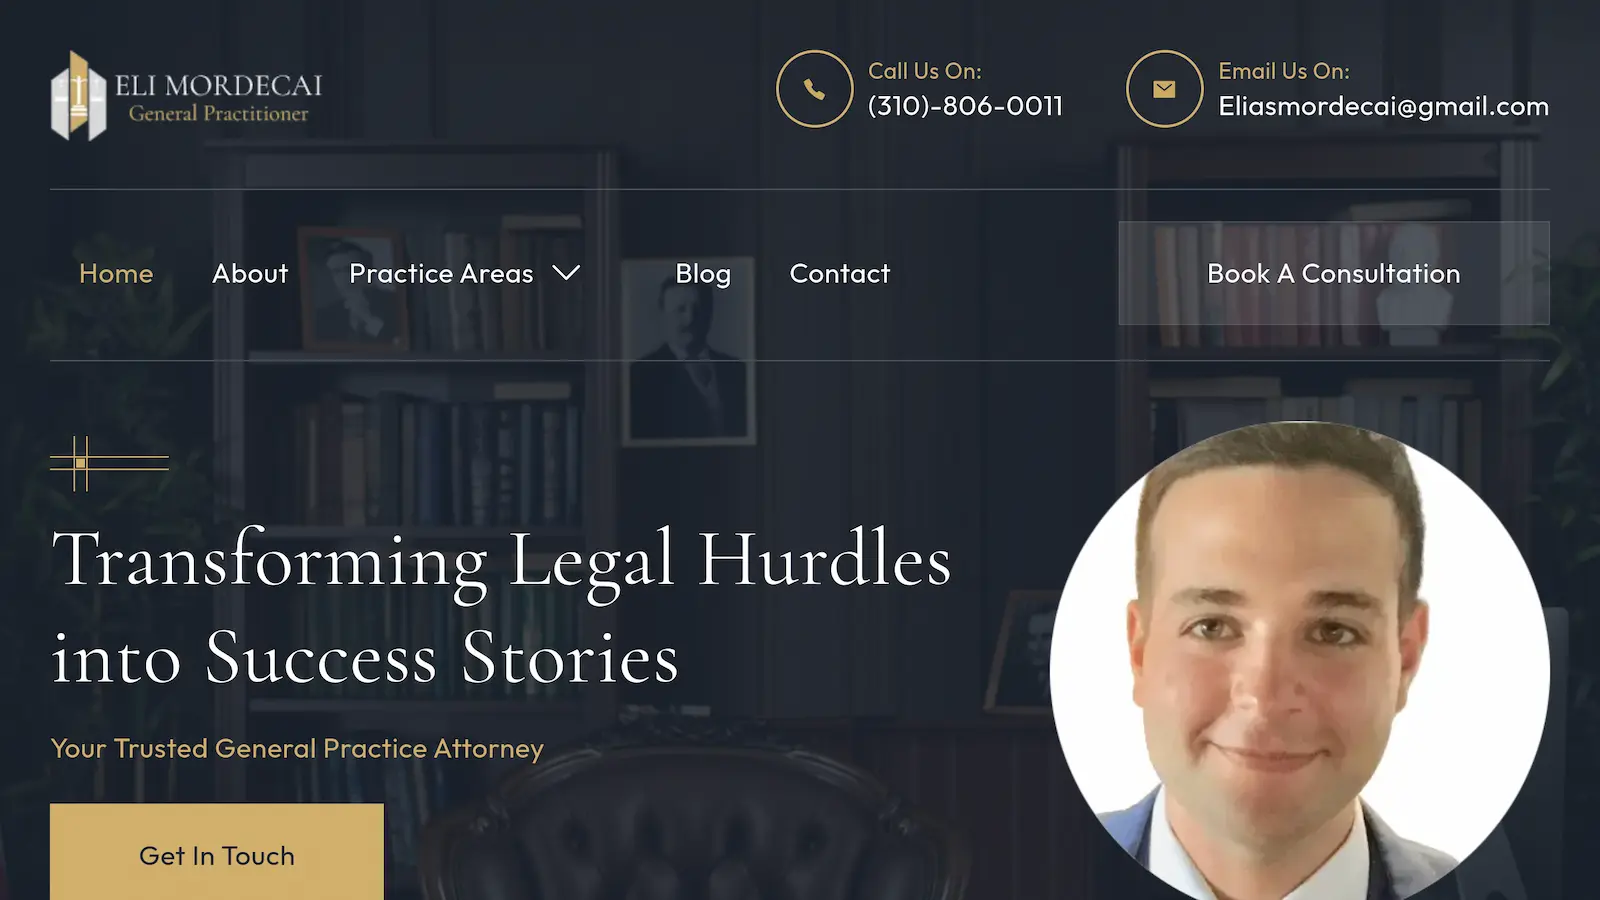 ELI MORDECAI
General Practitioner
Call Us On:
(310)-806-0011
Email Us On:
Eliasmordecai@gmail.com
Home
About
Practice Areas
Blog
Contact
Book A Consultation
Transforming Legal Hurdles
into Success Stories
Your Trusted General Practice Attorney
Get In Touch